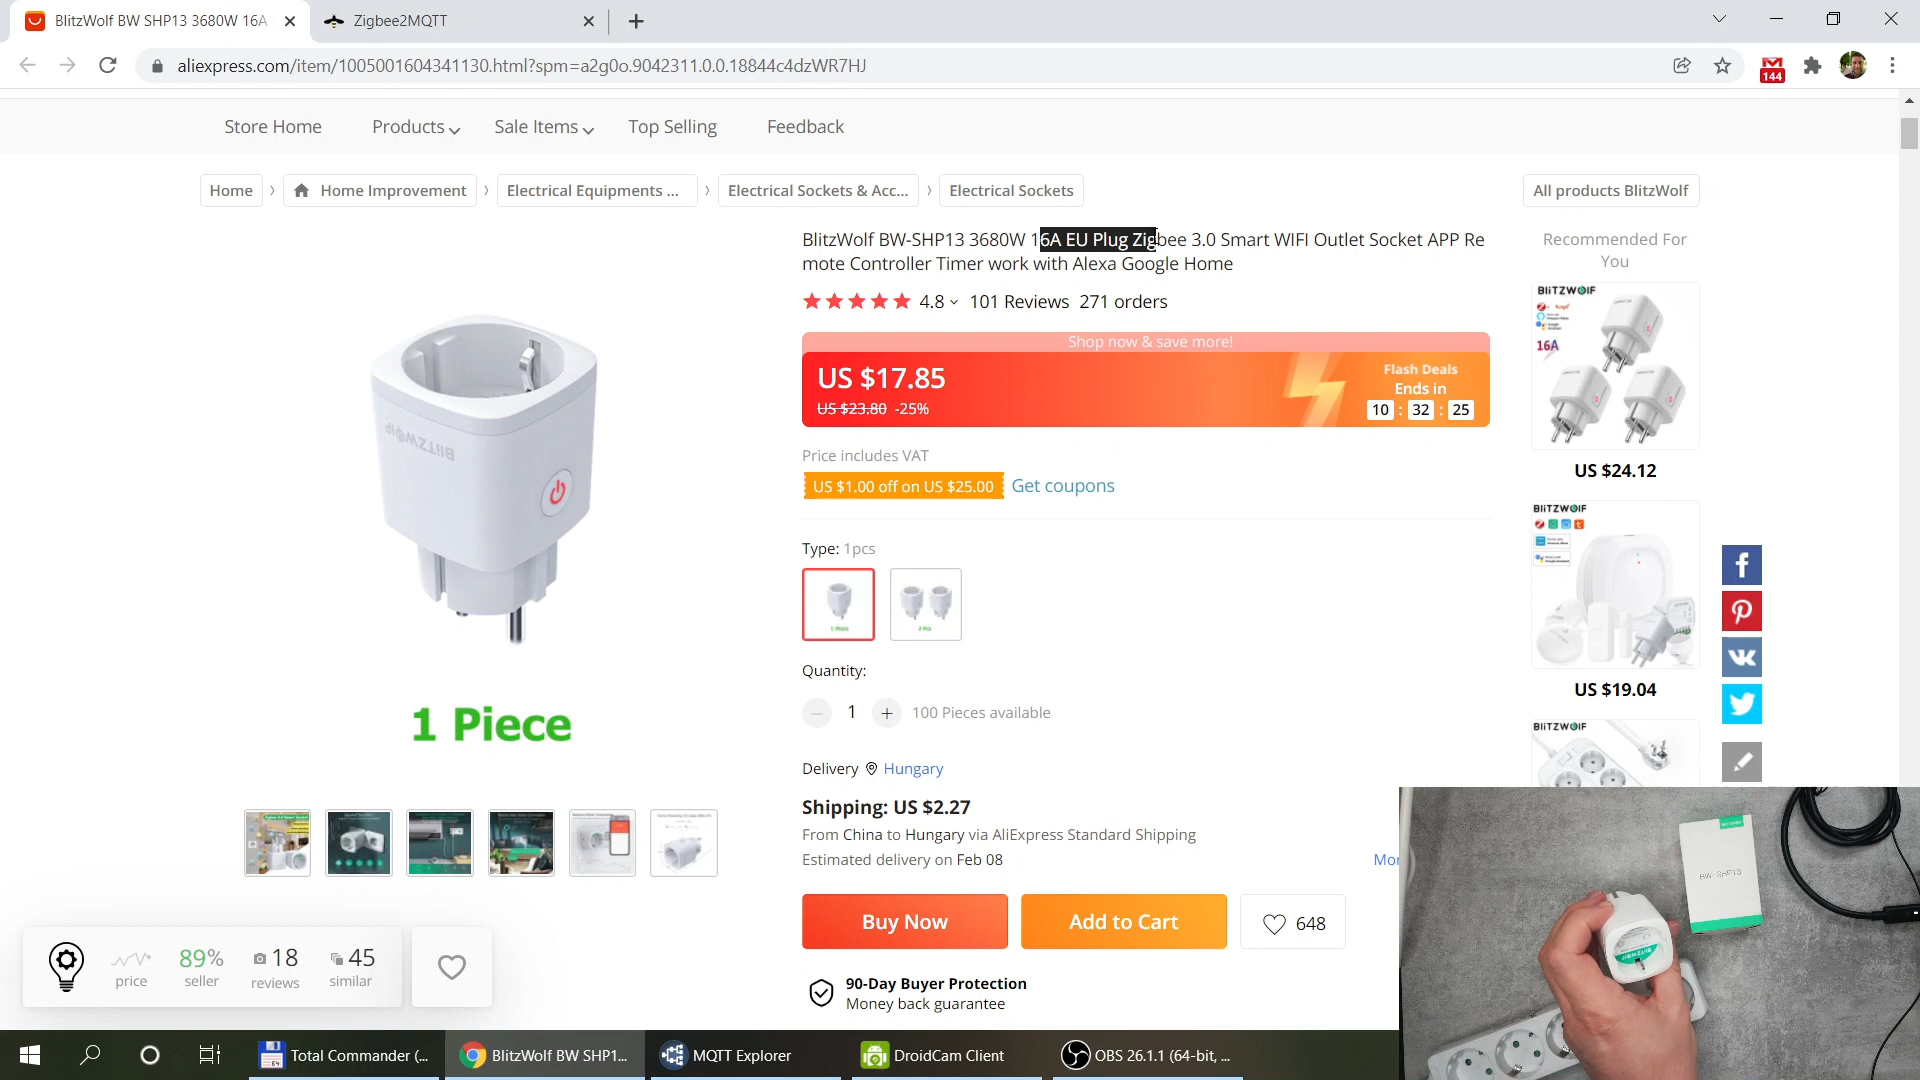 BlitzWolf BW SHP13 3680W 16A
Zigbee2MQTT
aliexpress.com/item/1005001604341130.html?spm=a2g0o.9042311.0.0.18844c4dzWR7HJ
144
Store Home
Products
Sale Items
Top Selling
Feedback
Home
Home Improvement
Electrical Equipments ...
Electrical Sockets & Acc...
Electrical Sockets
All products BlitzWolf
BlitzWolf BW-SHP13 3680W 16A EU Plug Zigbee 3.0 Smart WIFI Outlet Socket APP Re
mote Controller Timer work with Alexa Google Home
4.8
101 Reviews
271 orders
Shop now & save more!
US $17.85
US $23.80 -25%
Flash Deals
Ends in
10 : 32 : 25
Price includes VAT
US $1.00 off on US $25.00
Get coupons
Type: 1pcs
1 Piece
2 Pcs
Quantity:
1
100 Pieces available
Delivery
Hungary
Shipping: US $2.27
From China to Hungary via AliExpress Standard Shipping
Estimated delivery on Feb 08
Mor
Buy Now
Add to Cart
648
90-Day Buyer Protection
Money back guarantee
BLITZWOLF
1 Piece
price
89%
seller
18
reviews
45
similar
Recommended For
You
BLITZWOLF
16A
US $24.12
BLITZWOLF
US $19.04
BLITZWOLF
BW-SHP13
BLITZWOLF
Total Commander (...
BlitzWolf BW SHP1...
MQTT Explorer
DroidCam Client
OBS 26.1.1 (64-bit, ...